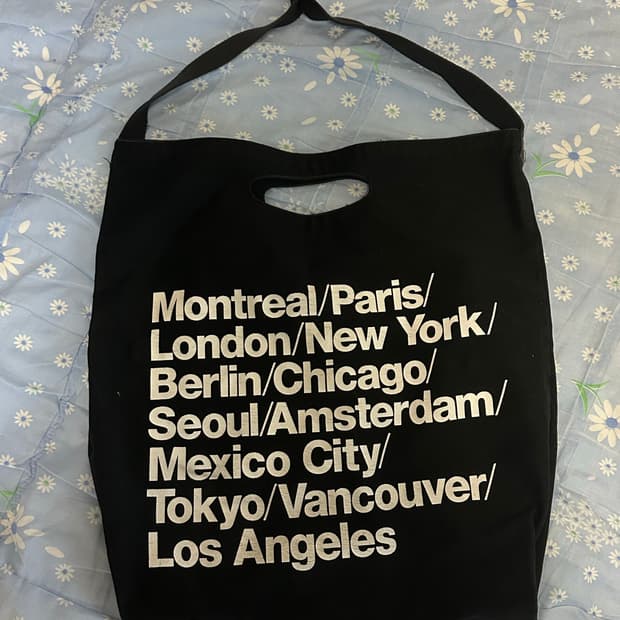 Montreal/Paris/
London/New York/
Berlin/Chicago/
Seoul/Amsterdam/
Mexico City/
Tokyo/Vancouver/
Los Angeles